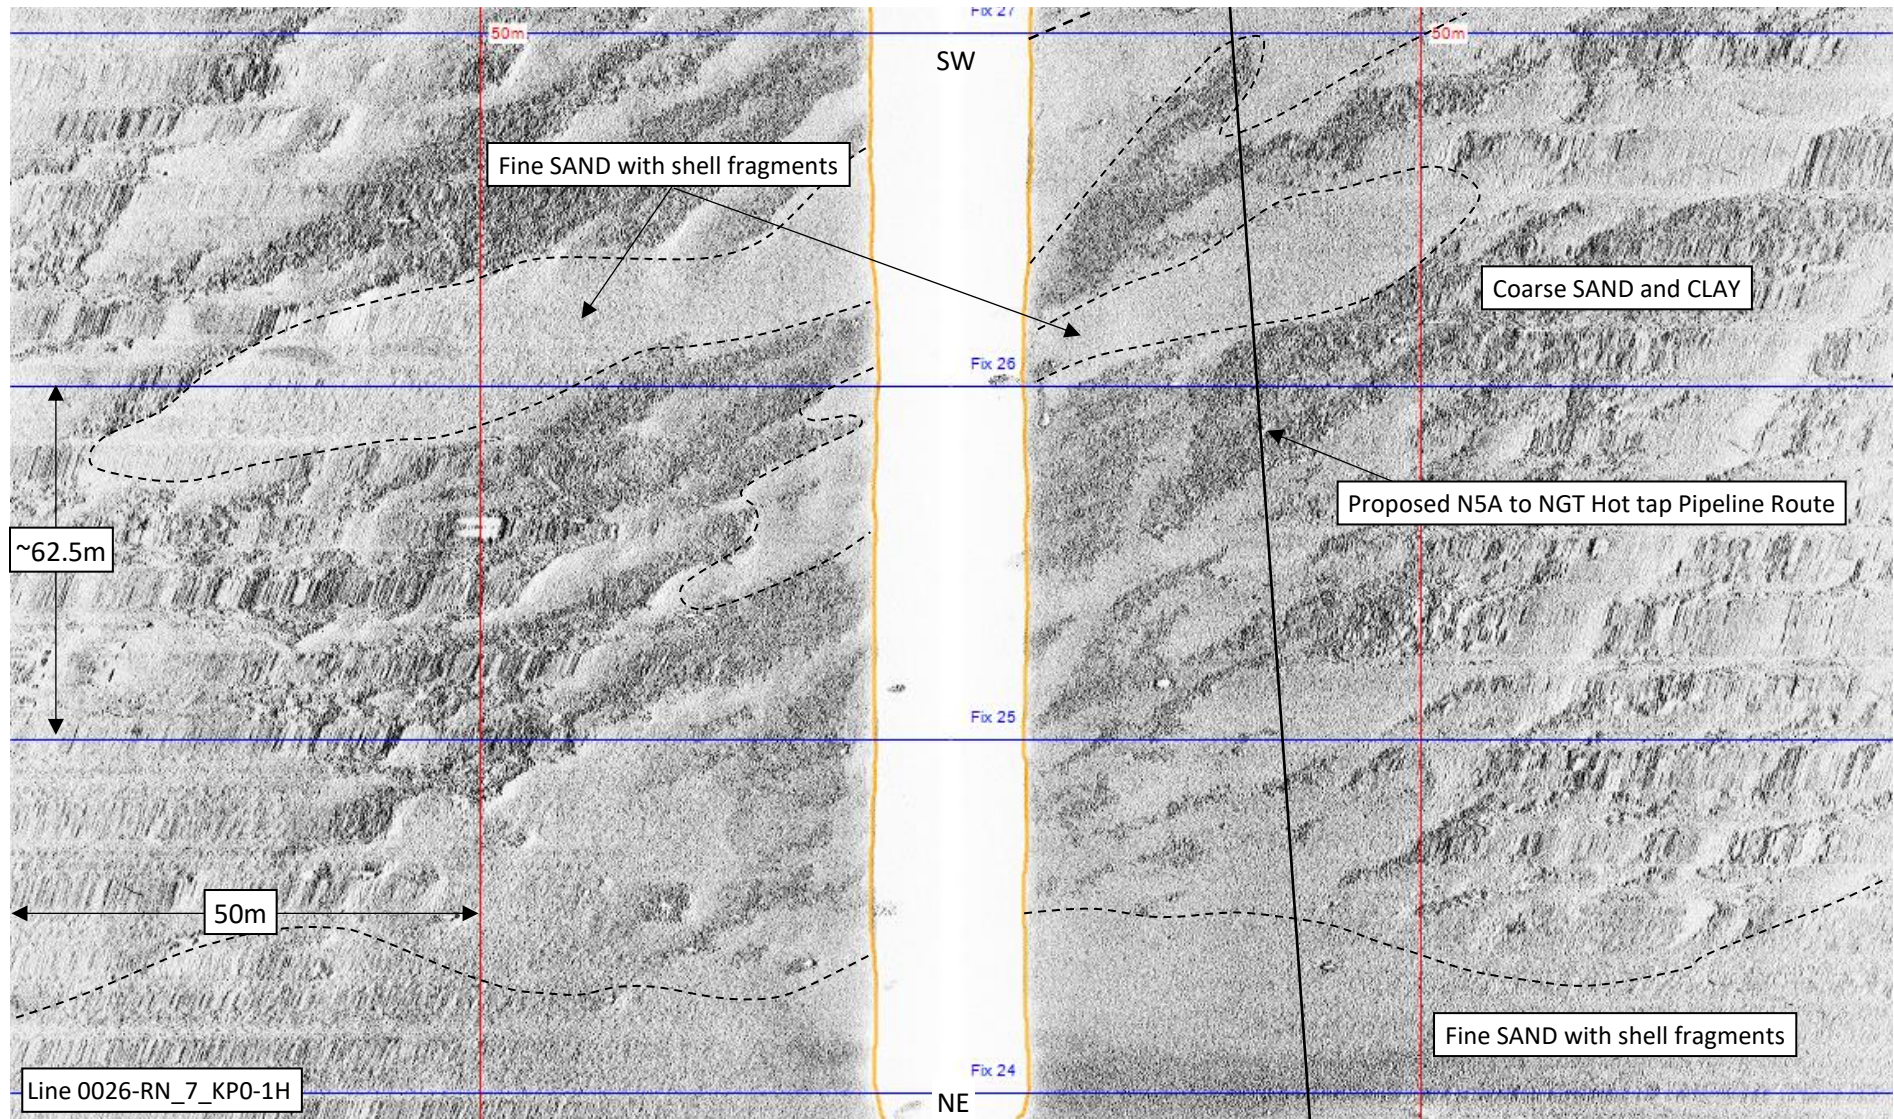 Fix 27
50m
50m
SW
Fine SAND with shell fragments
Coarse SAND and CLAY
Fix 26
Proposed N5A to NGT Hot tap Pipeline Route
~62.5m
Fix 25
50m
Fine SAND with shell fragments
Fix 24
Line 0026-RN_7_KP0-1H
NE